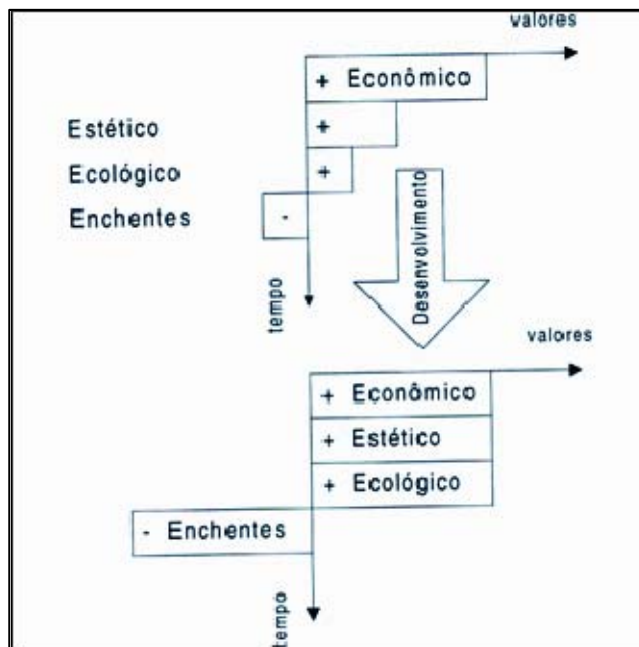 valores
+ Econômico
Estético +
Ecológico +
Enchentes -
tempo
Desenvolvimento
valores
+ Econômico
+ Estético
+ Ecológico
- Enchentes
tempo